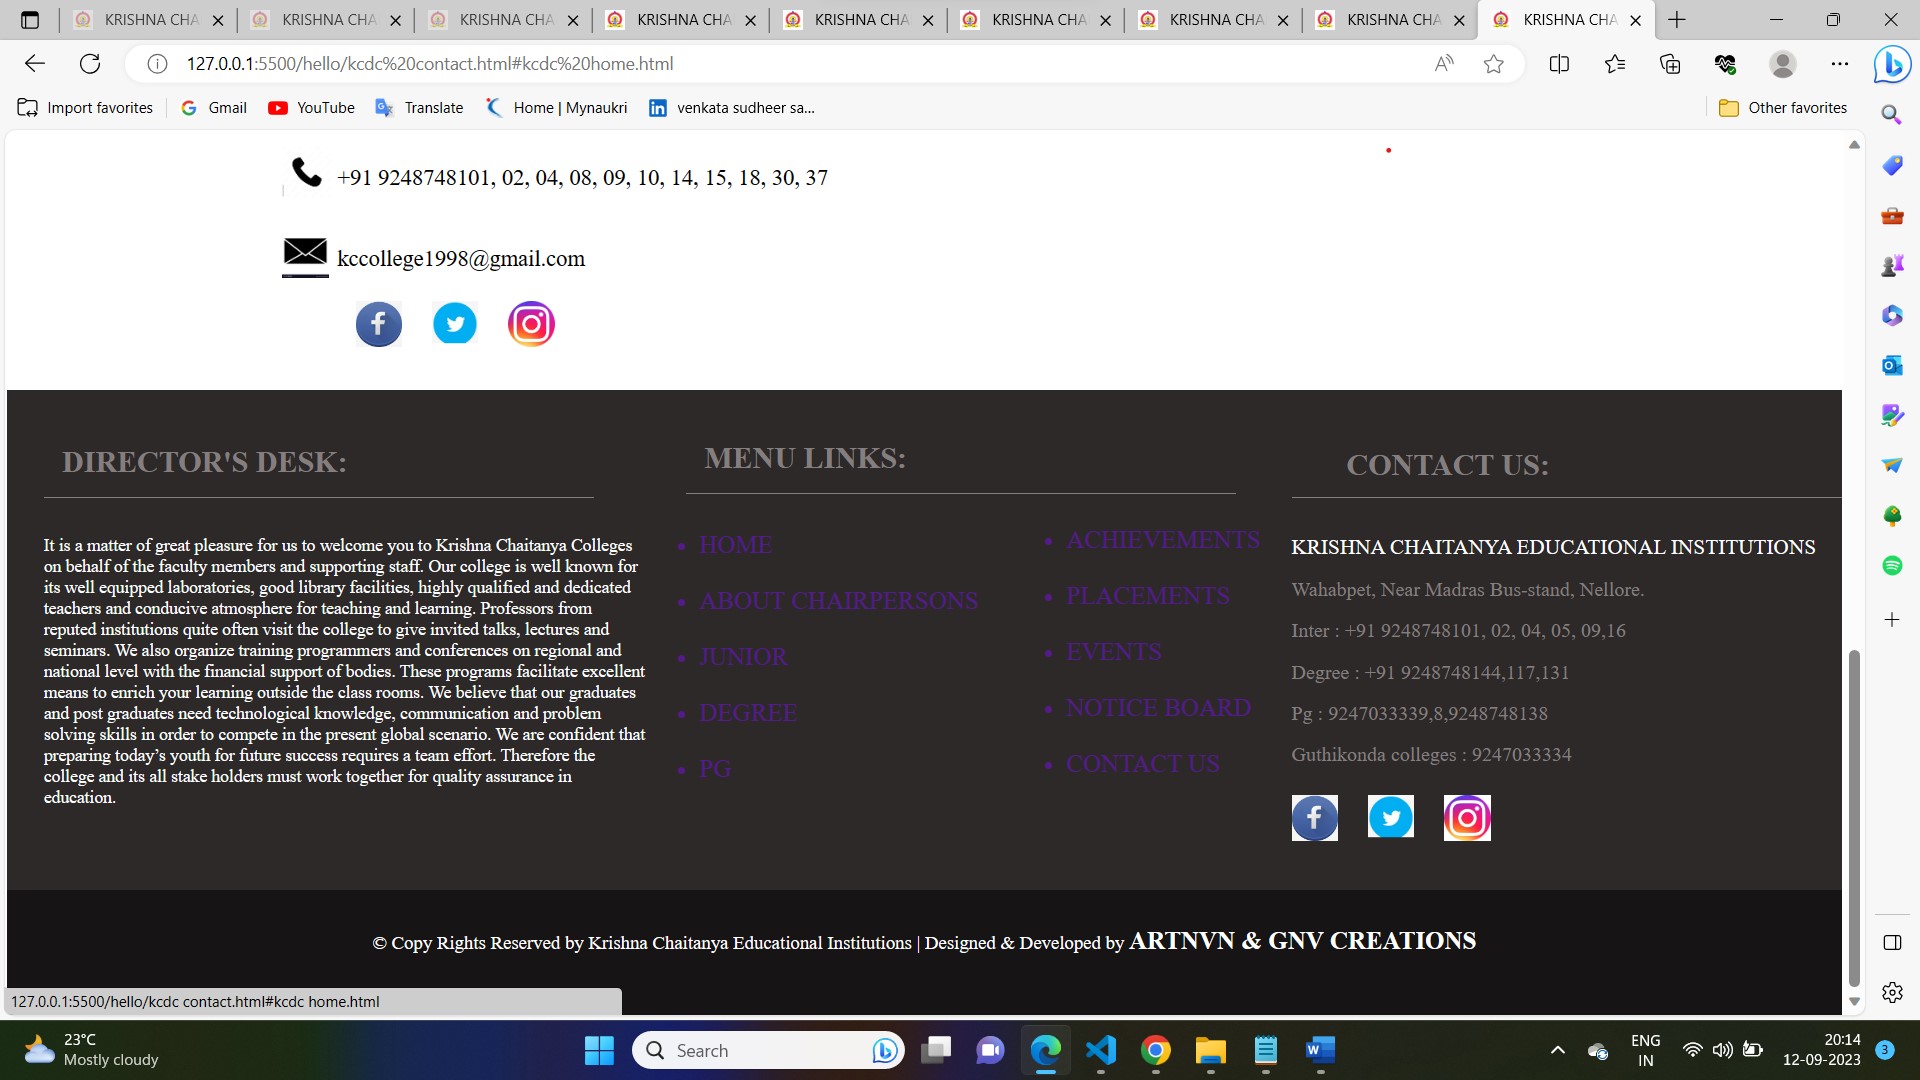 KRISHNA CHA
KRISHNA CHA
KRISHNA CHA
KRISHNA CHA
KRISHNA CHA
KRISHNA CHA
KRISHNA CHA
KRISHNA CHA
KRISHNA CHA
127.0.0.1:5500/hello/kcdc%20contact.html#kcdc%20home.html
Import favorites
Gmail
YouTube
Translate
Home | Mynaukri
venkata sudheer sa...
Other favorites
+91 9248748101, 02, 04, 08, 09, 10, 14, 15, 18, 30, 37
kccollege1998@gmail.com
DIRECTOR'S DESK:
It is a matter of great pleasure for us to welcome you to Krishna Chaitanya Colleges
on behalf of the faculty members and supporting staff. Our college is well known for
its well equipped laboratories, good library facilities, highly qualified and dedicated
teachers and conducive atmosphere for teaching and learning. Professors from
reputed institutions quite often visit the college to give invited talks, lectures and
seminars. We also organize training programmers and conferences on regional and
national level with the financial support of bodies. These programs facilitate excellent
means to enrich your learning outside the class rooms. We believe that our graduates
and post graduates need technological knowledge, communication and problem
solving skills in order to compete in the present global scenario. We are confident that
preparing today’s youth for future success requires a team effort. Therefore the
college and its all stake holders must work together for quality assurance in
education.
MENU LINKS:
HOME
ABOUT CHAIRPERSONS
JUNIOR
DEGREE
PG
ACHIEVEMENTS
PLACEMENTS
EVENTS
NOTICE BOARD
CONTACT US
CONTACT US:
KRISHNA CHAITANYA EDUCATIONAL INSTITUTIONS
Wahabpet, Near Madras Bus-stand, Nellore.
Inter : +91 9248748101, 02, 04, 05, 09,16
Degree : +91 9248748144,117,131
Pg : 9247033339,8,9248748138
Guthikonda colleges : 9247033334
© Copy Rights Reserved by Krishna Chaitanya Educational Institutions | Designed & Developed by ARTNVN & GNV CREATIONS
127.0.0.1:5500/hello/kcdc contact.html#kcdc home.html
23°C
Mostly cloudy
Search
ENG
IN
20:14
12-09-2023
3